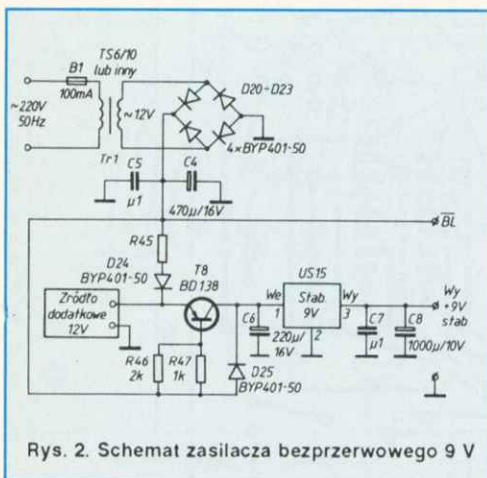 TS6/10
lub inny
B1
100mA
~220V
50Hz
~12V
Tr1
D20÷D23
4×BYP401-50
C5
μ1
C4
470μ/16V
BL
R45
D24
BYP401-50
T8
BD138
US15
Źródło
dodatkowe
12V
We
1
Stab.
9V
Wy
3
2
Wy
+9V
stab
C6
220μ/
16V
C7
μ1
C8
1000μ/10V
R46
2k
R47
1k
D25
BYP401-50
Rys. 2. Schemat zasilacza bezprzerwowego 9 V